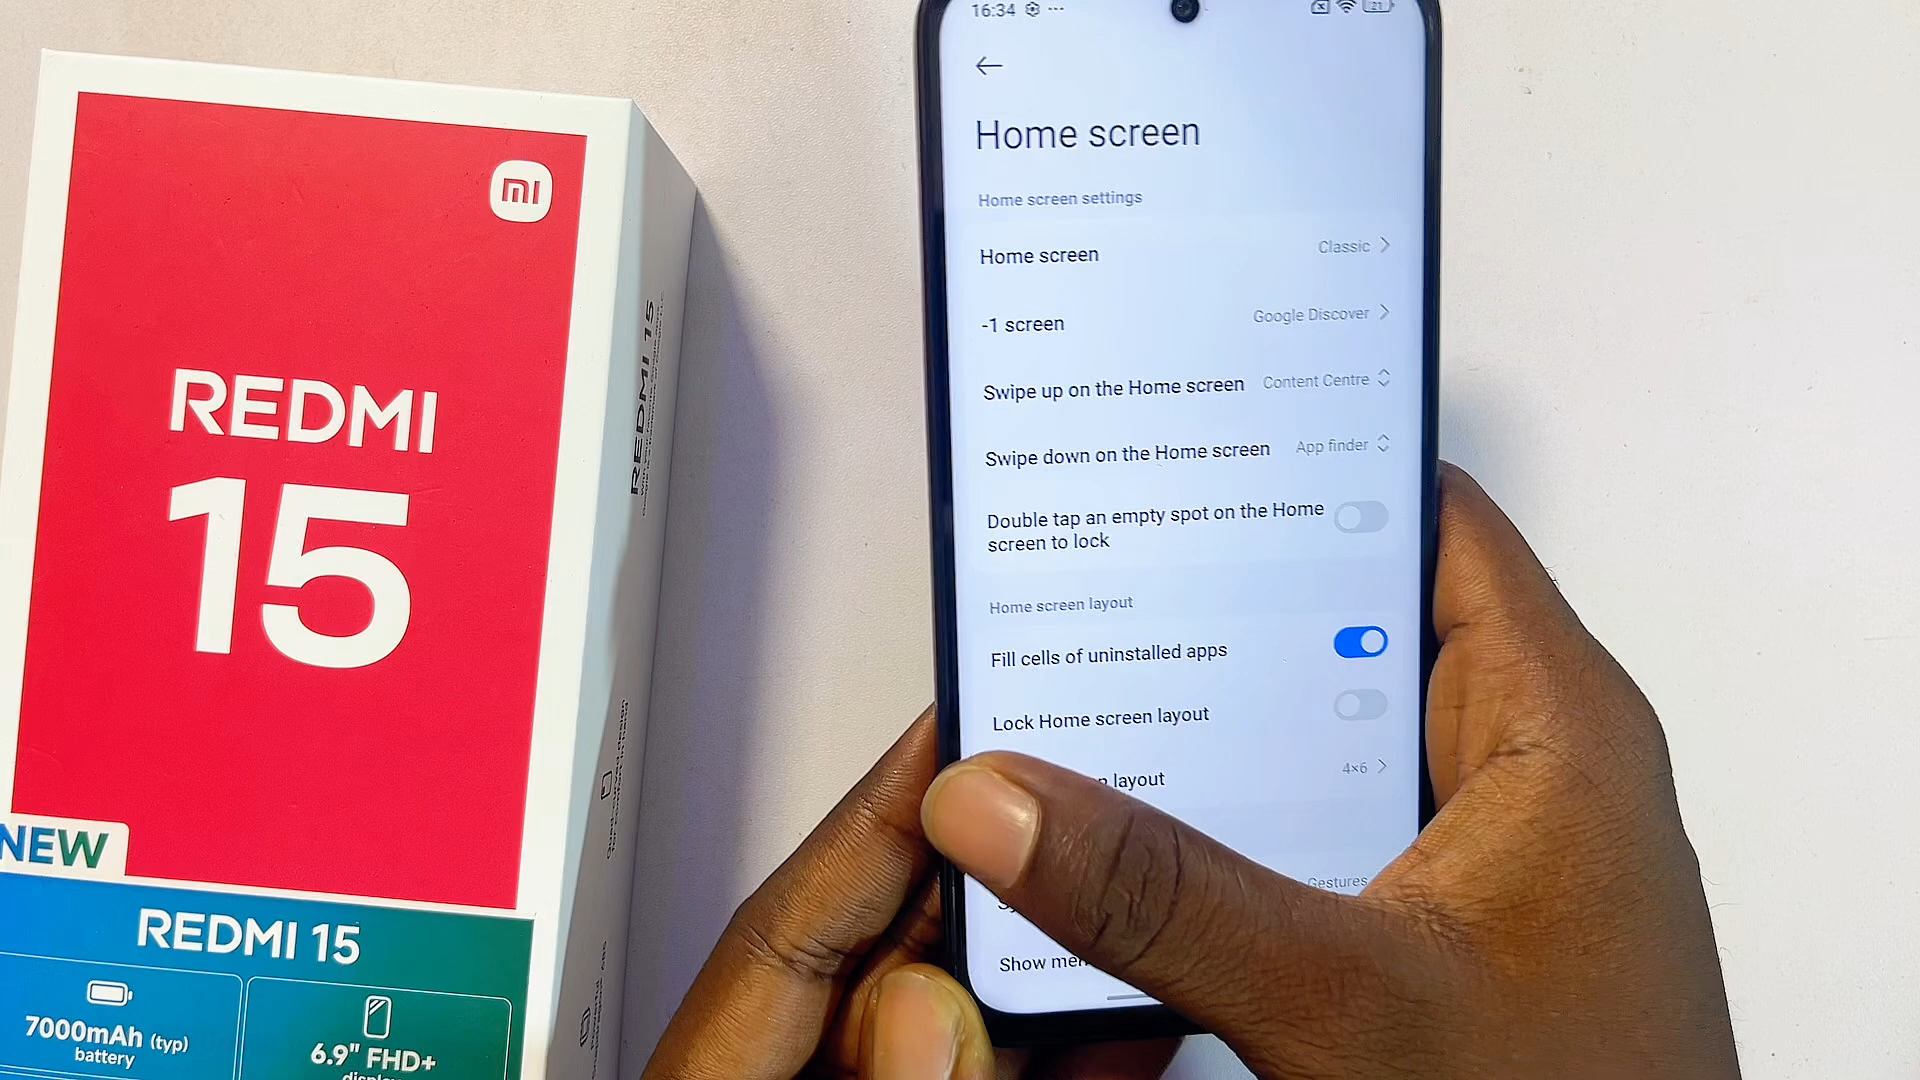 mi
REDMI
15
NEW
REDMI 15
7000mAh (typ)
battery
6.9" FHD+
REDMI 15
16:34
21
Home screen
Home screen settings
Home screen
Classic
-1 screen
Google Discover
Swipe up on the Home screen
Content Centre
Swipe down on the Home screen
App finder
Double tap an empty spot on the Home
screen to lock
Home screen layout
Fill cells of uninstalled apps
Lock Home screen layout
layout
4×6
Gestures
Show